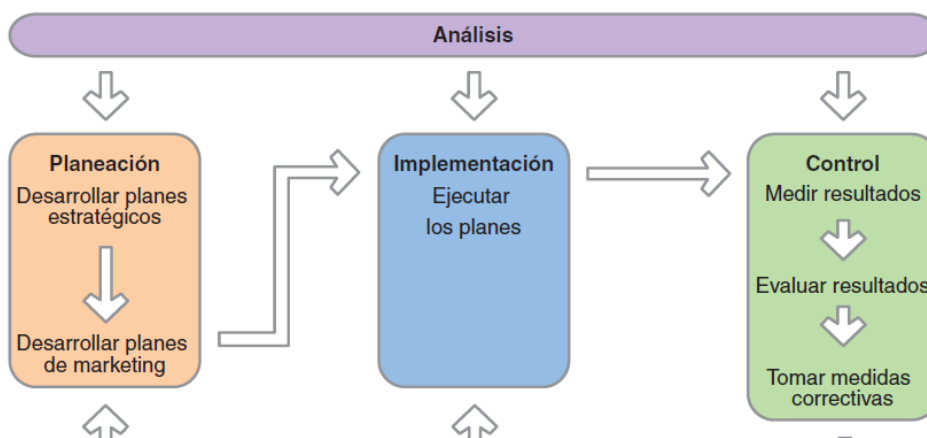 Análisis
Planeación
Desarrollar planes
estratégicos
Desarrollar planes
de marketing
Implementación
Ejecutar
los planes
Control
Medir resultados
Evaluar resultados
Tomar medidas
correctivas